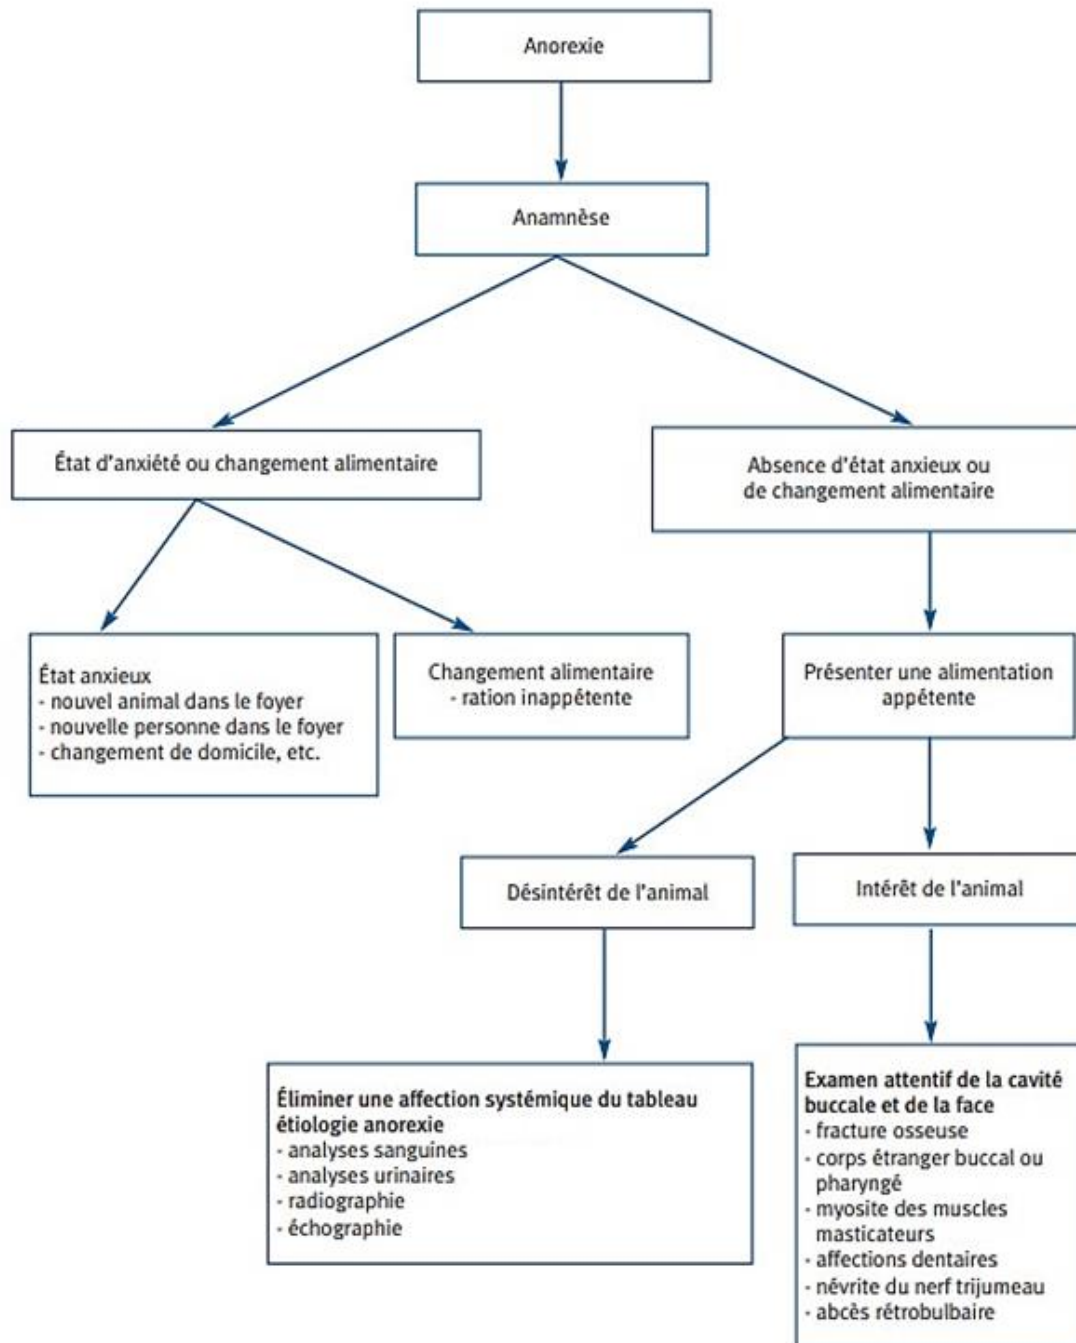 Anorexie
Anamnèse
État d'anxiété ou changement alimentaire
Absence d'état anxieux ou
de changement alimentaire
État anxieux
- nouvel animal dans le foyer
- nouvelle personne dans le foyer
- changement de domicile, etc.
Changement alimentaire
- ration inappétente
Présenter une alimentation
appétente
Désintérêt de l'animal
Intérêt de l'animal
Éliminer une affection systémique du tableau
étiologie anorexie
- analyses sanguines
- analyses urinaires
- radiographie
- échographie
Examen attentif de la cavité
buccale et de la face
- fracture osseuse
- corps étranger buccal ou
pharyngé
- myosite des muscles
masticateurs
- affections dentaires
- névrite du nerf trijumeau
- abcès rétrobulbaire